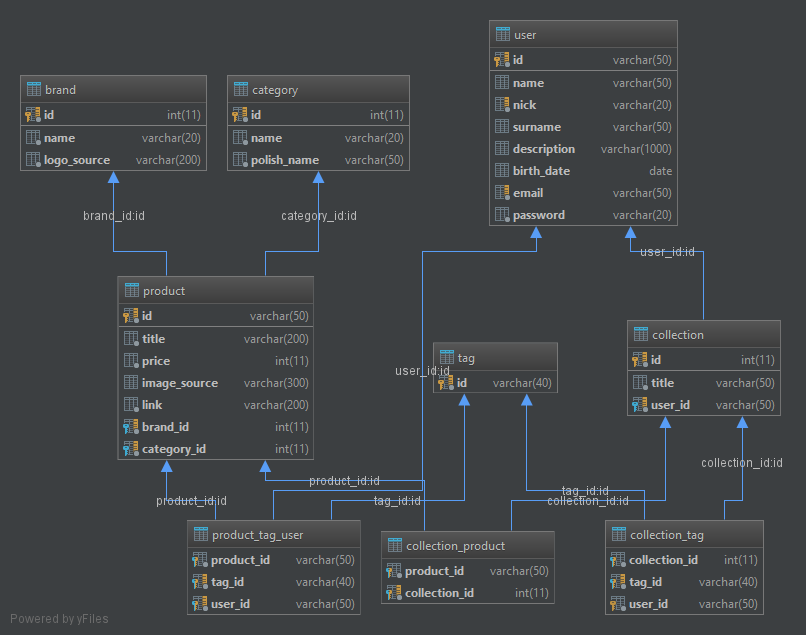 user
id varchar(50)
name varchar(50)
nick varchar(20)
surname varchar(50)
description varchar(1000)
birth_date date
email varchar(50)
password varchar(20)
brand
id int(11)
name varchar(20)
logo_source varchar(200)
category
id int(11)
name varchar(20)
polish_name varchar(50)
brand_id:id
category_id:id
user_id:id
product
id varchar(50)
title varchar(200)
price int(11)
image_source varchar(300)
link varchar(200)
brand_id int(11)
category_id int(11)
tag
id varchar(40)
user_id:id
collection
id int(11)
title varchar(50)
user_id varchar(50)
collection_id:id
product_id:id
product_id:id
tag_id:id
tag_id:id
collection_id:id
product_tag_user
product_id varchar(50)
tag_id varchar(40)
user_id varchar(50)
collection_product
product_id varchar(50)
collection_id int(11)
collection_tag
collection_id int(11)
tag_id varchar(40)
user_id varchar(50)
Powered by yFiles